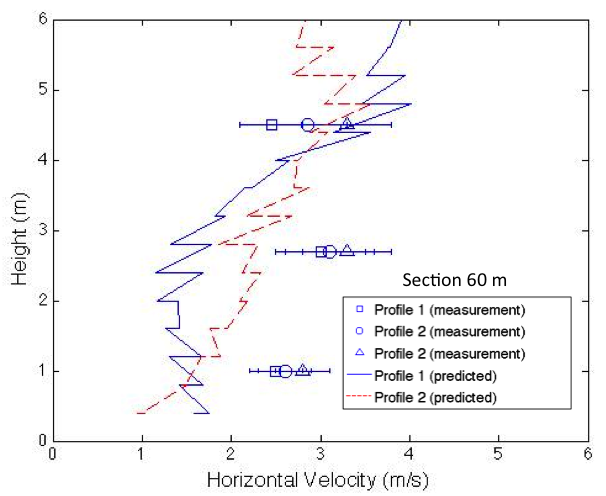 6
5
4
3
2
1
0
Height (m)
Section 60 m
Profile 1 (measurement)
Profile 2 (measurement)
Profile 2 (measurement)
Profile 1 (predicted)
Profile 2 (predicted)
0 1 2 3 4 5 6
Horizontal Velocity (m/s)